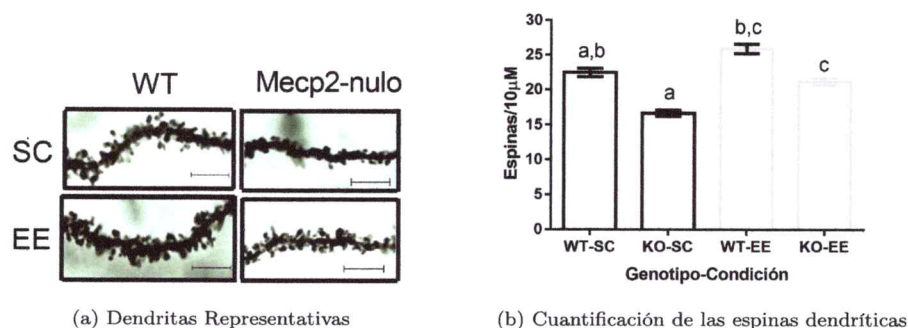 WT Mecp2-nulo
SC
EE
(a) Dendritas Representativas
Espinas/10µM
30
25
20
15
10
5
0
a,b
a
b,c
c
WT-SC KO-SC WT-EE KO-EE
Genotipo-Condición
(b) Cuantificación de las espinas dendríticas